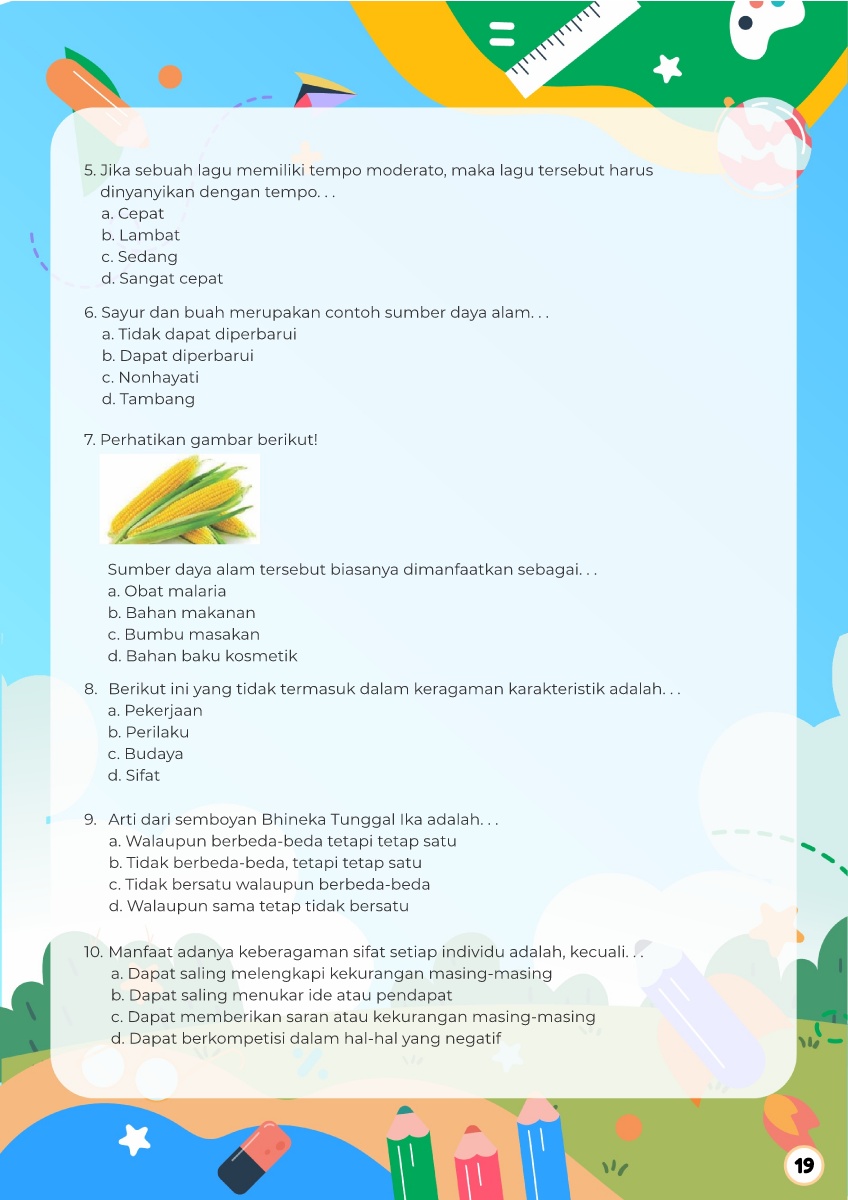 5. Jika sebuah lagu memiliki tempo moderato, maka lagu tersebut harus
dinyanyikan dengan tempo. . .
a. Cepat
b. Lambat
c. Sedang
d. Sangat cepat
6. Sayur dan buah merupakan contoh sumber daya alam. . .
a. Tidak dapat diperbarui
b. Dapat diperbarui
c. Nonhayati
d. Tambang
7. Perhatikan gambar berikut!
Sumber daya alam tersebut biasanya dimanfaatkan sebagai. . .
a. Obat malaria
b. Bahan makanan
c. Bumbu masakan
d. Bahan baku kosmetik
8. Berikut ini yang tidak termasuk dalam keragaman karakteristik adalah. . .
a. Pekerjaan
b. Perilaku
c. Budaya
d. Sifat
9. Arti dari semboyan Bhineka Tunggal Ika adalah. . .
a. Walaupun berbeda-beda tetapi tetap satu
b. Tidak berbeda-beda, tetapi tetap satu
c. Tidak bersatu walaupun berbeda-beda
d. Walaupun sama tetap tidak bersatu
10. Manfaat adanya keberagaman sifat setiap individu adalah, kecuali. . .
a. Dapat saling melengkapi kekurangan masing-masing
b. Dapat saling menukar ide atau pendapat
c. Dapat memberikan saran atau kekurangan masing-masing
d. Dapat berkompetisi dalam hal-hal yang negatif
19